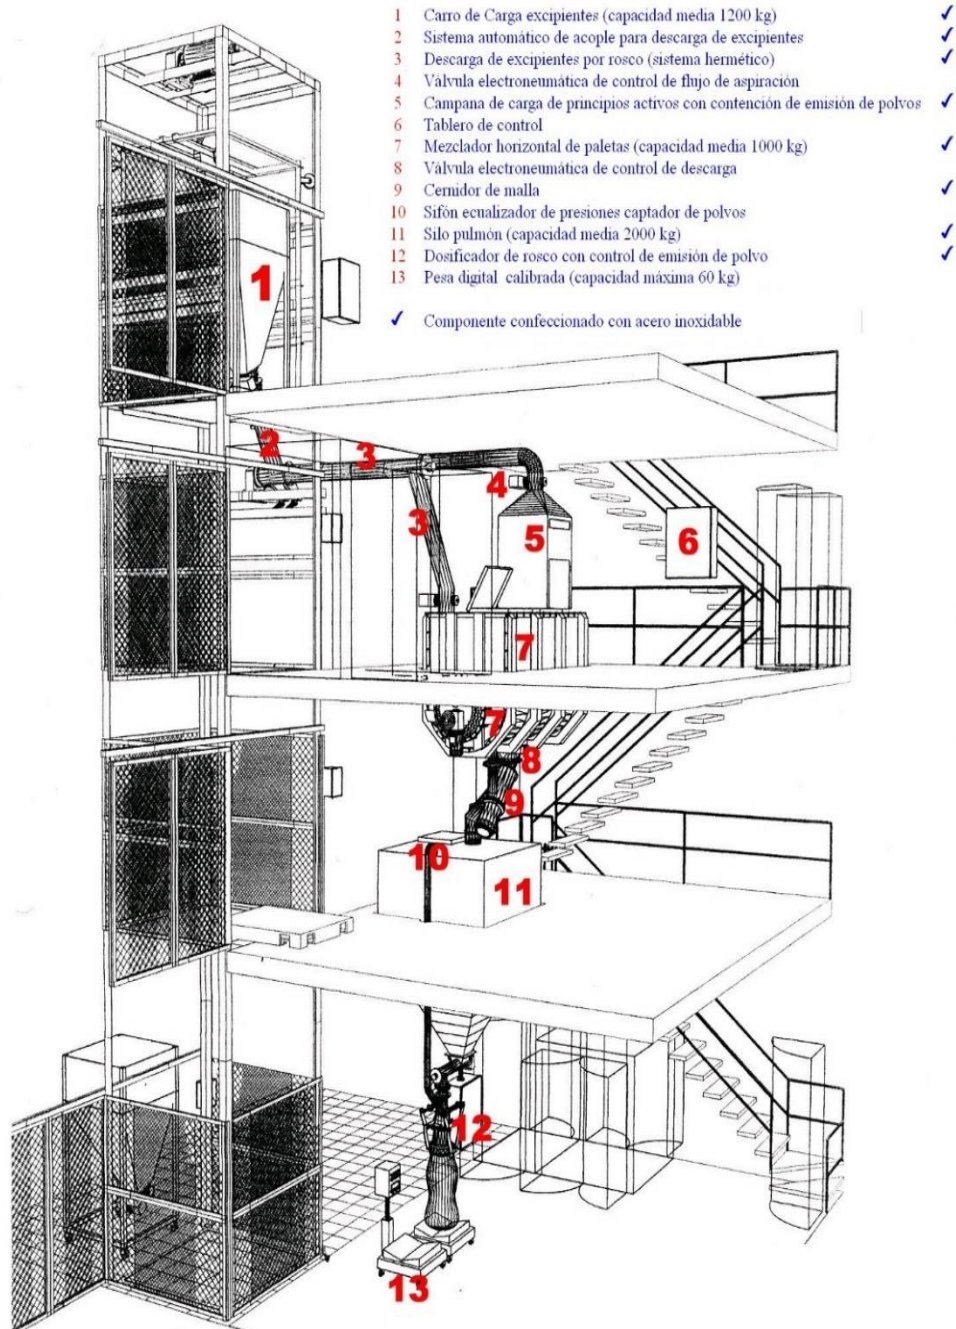 1 Carro de Carga excipientes (capacidad media 1200 kg) ✓
2 Sistema automático de acople para descarga de excipientes ✓
3 Descarga de excipientes por rosco (sistema hermético) ✓
4 Válvula electroneumática de control de flujo de aspiración
5 Campana de carga de principios activos con contención de emisión de polvos ✓
6 Tablero de control
7 Mezclador horizontal de paletas (capacidad media 1000 kg) ✓
8 Válvula electroneumática de control de descarga
9 Cernidor de malla ✓
10 Sifón ecualizador de presiones captador de polvos
11 Silo pulmón (capacidad media 2000 kg) ✓
12 Dosificador de rosco con control de emisión de polvo ✓
13 Pesa digital calibrada (capacidad máxima 60 kg)
✓ Componente confeccionado con acero inoxidable
1
2
3
4
3
5
6
7
7
8
9
10
11
12
13